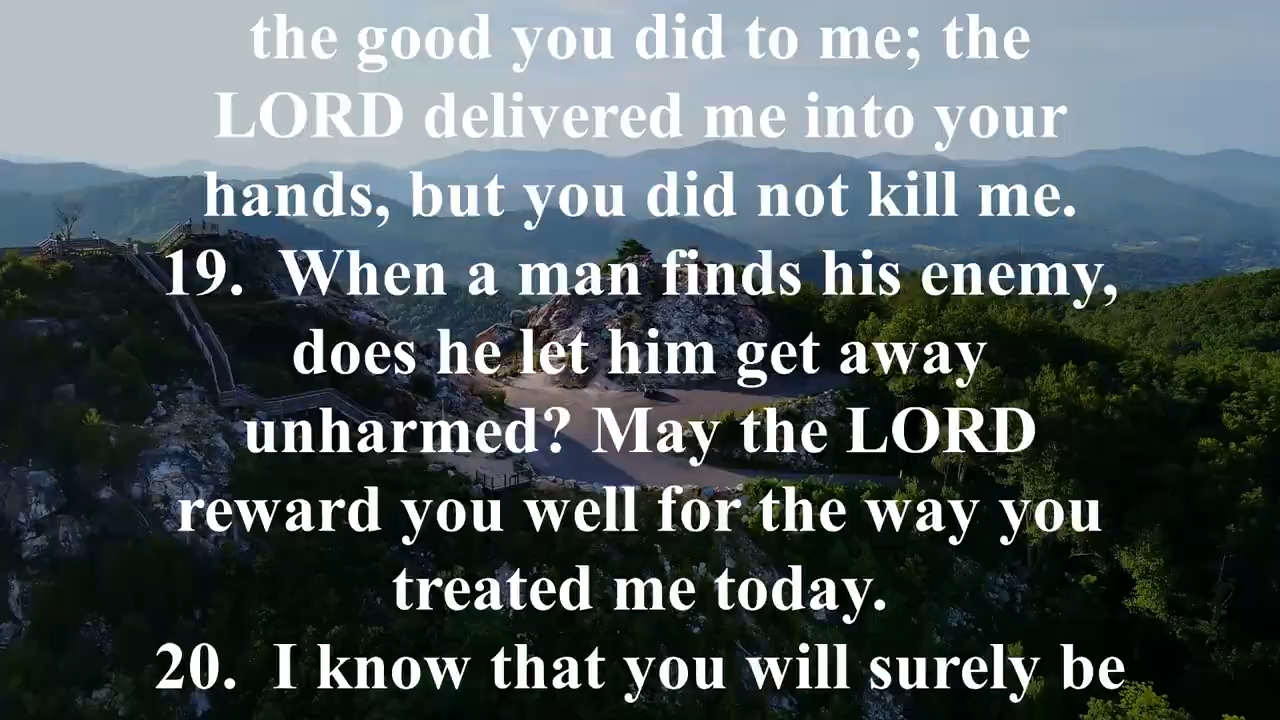 the good you did to me; the
LORD delivered me into your
hands, but you did not kill me.
19. When a man finds his enemy,
does he let him get away
unharmed? May the LORD
reward you well for the way you
treated me today.
20. I know that you will surely be